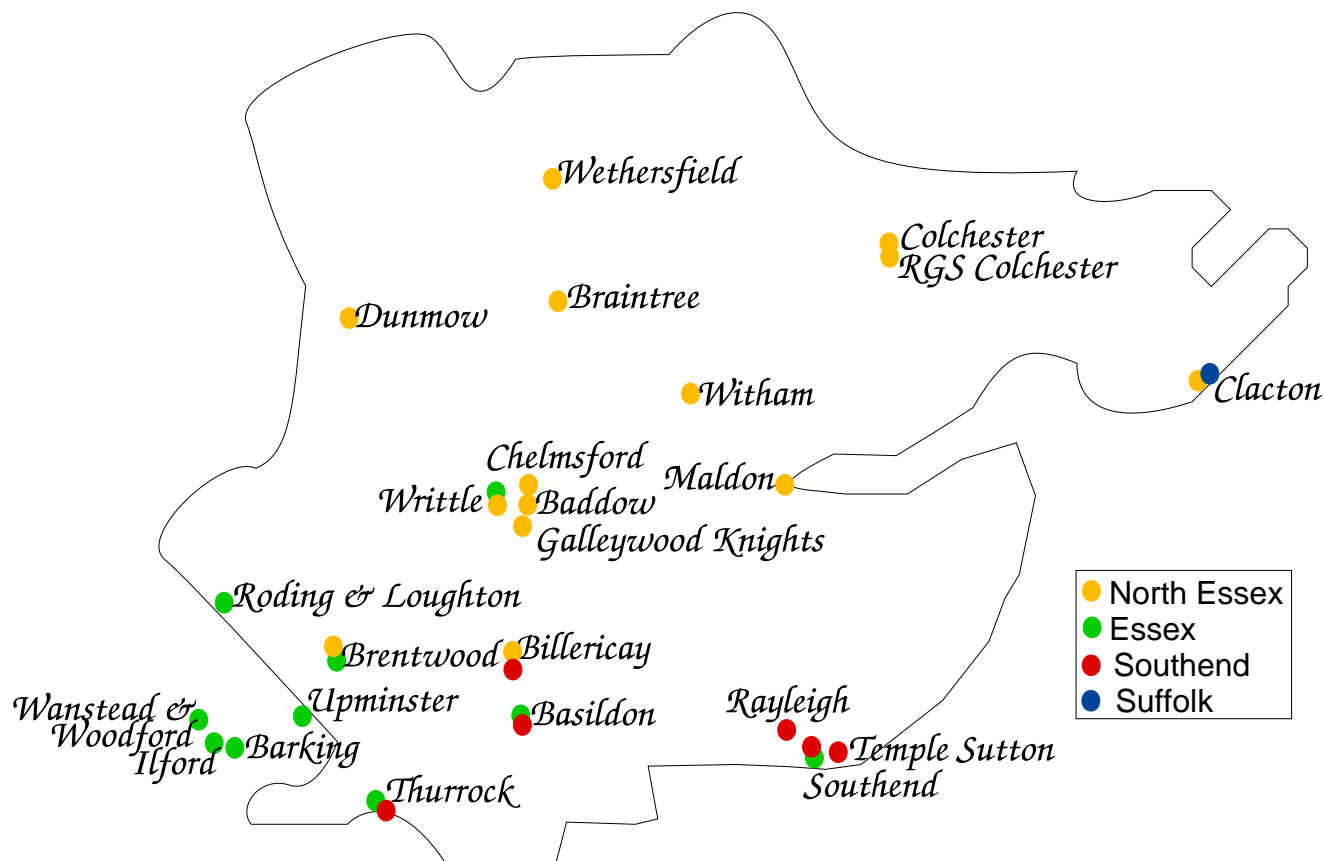 Wethersfield
Colchester
RGS Colchester
Braintree
Dunmow
Witham
Clacton
Chelmsford
Maldon
Writtle
Baddow
Galleywood Knights
Roding & Loughton
Brentwood
Billericay
Upminster
Wanstead &
Woodford
Ilford
Barking
Basildon
Rayleigh
Temple Sutton
Southend
Thurrock
North Essex
Essex
Southend
Suffolk